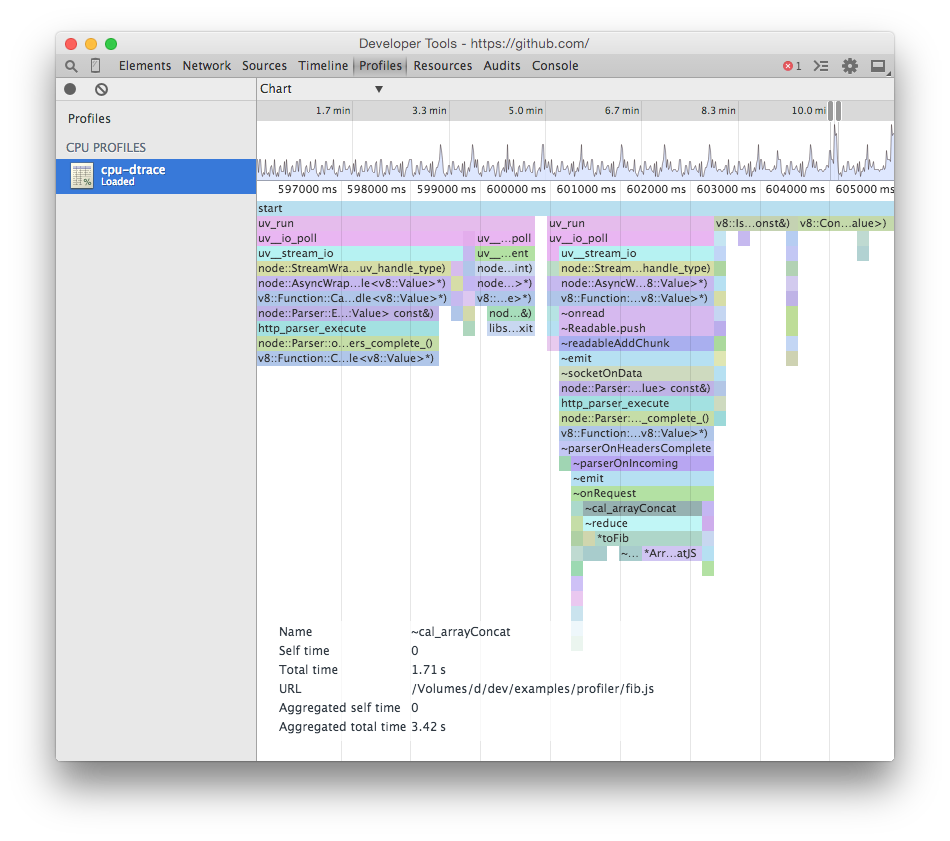 Developer Tools - https://github.com/
Elements Network Sources Timeline Profiles Resources Audits Console 1
Chart ▼
Profiles
CPU PROFILES
cpu-dtrace
Loaded
%
1.7 min 3.3 min 5.0 min 6.7 min 8.3 min 10.0 mi
597000 ms 598000 ms 599000 ms 600000 ms 601000 ms 602000 ms 603000 ms 604000 ms 605000 ms
start
uv_run uv_run v8::Is...onst&) v8::Con...alue>)
uv__io_poll uv__...poll uv__io_poll
uv__stream_io uv__...ent uv__stream_io
node::StreamWra...uv_handle_type) node...int) node::Stream...handle_type)
node::AsyncWrap...le<v8::Value>*) node...>*) node::AsyncW...8::Value>*)
v8::Function::Ca...dle<v8::Value>*) v8::...e>*) v8::Function:...v8::Value>*)
node::Parser::E...:Value> const&) nod...&) ~onread
http_parser_execute libs...xit ~Readable.push
node::Parser::o...ers_complete_() ~readableAddChunk
v8::Function::C...le<v8::Value>*) ~emit
~socketOnData
node::Parser:...lue> const&)
http_parser_execute
node::Parser:..._complete_()
v8::Function:...v8::Value>*)
~parserOnHeadersComplete
~parserOnIncoming
~emit
~onRequest
~cal_arrayConcat
~reduce
*toFib
~... *Arr...atJS
Name ~cal_arrayConcat
Self time 0
Total time 1.71 s
URL /Volumes/d/dev/examples/profiler/fib.js
Aggregated self time 0
Aggregated total time 3.42 s